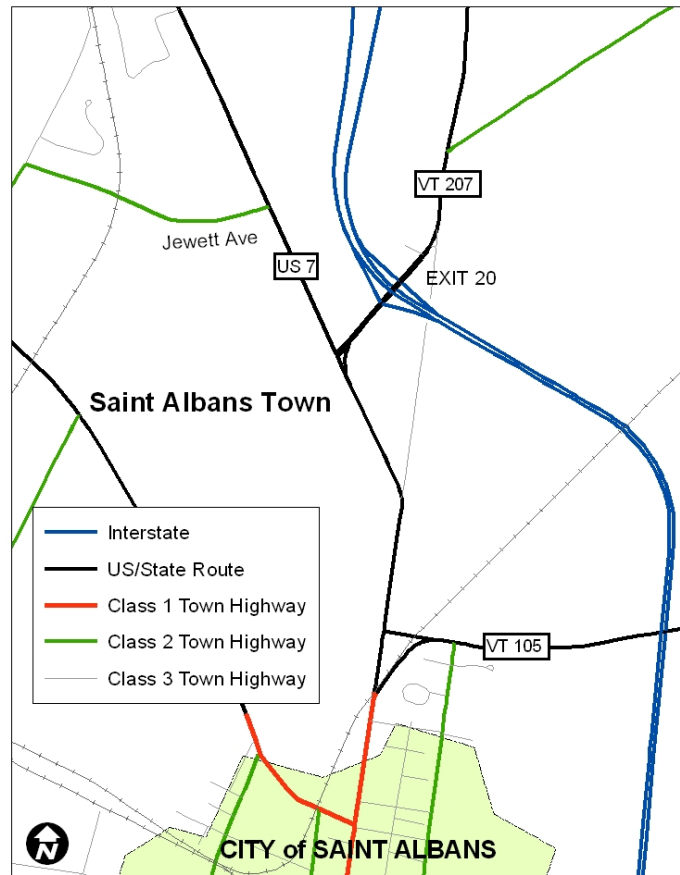 VT 207
Jewett Ave
US 7
EXIT 20
Saint Albans Town
Interstate
US/State Route
Class 1 Town Highway
Class 2 Town Highway
Class 3 Town Highway
VT 105
N
CITY of SAINT ALBANS